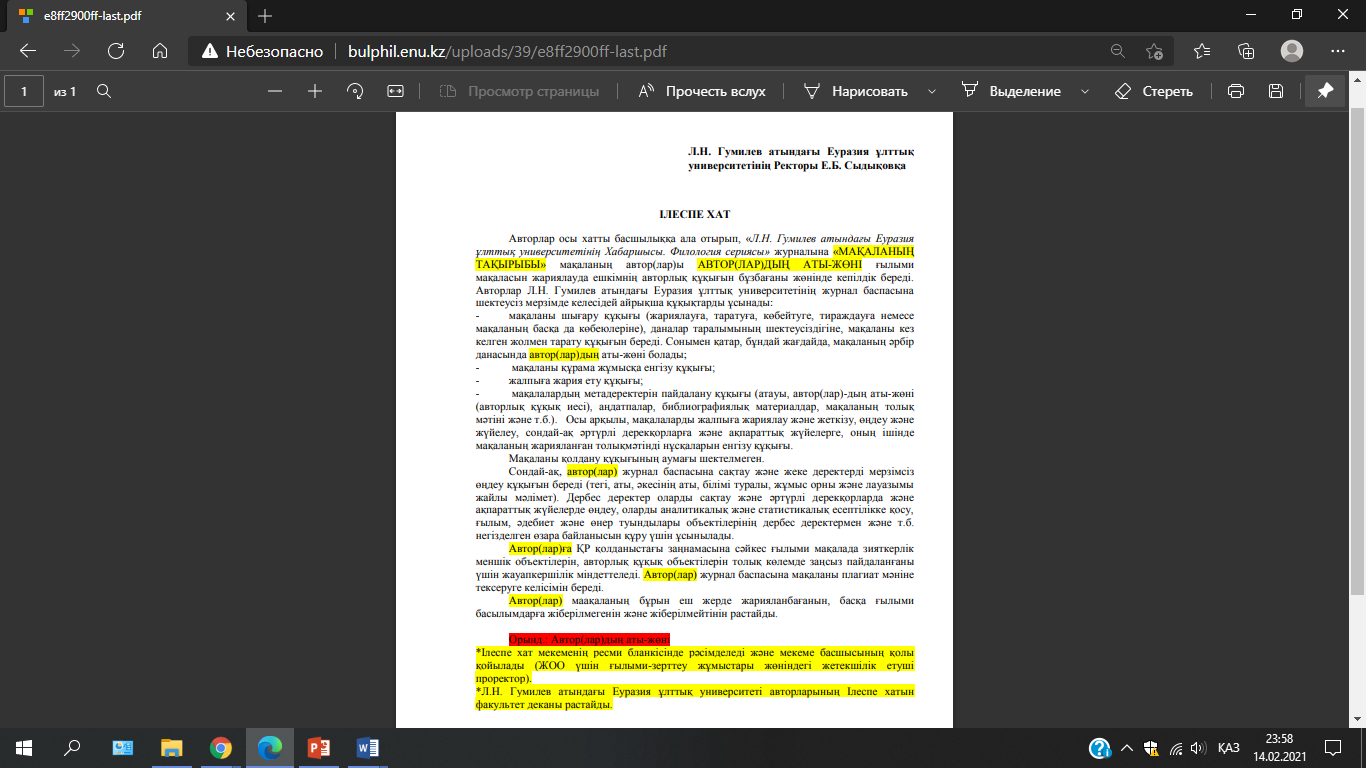 e8ff2900ff-last.pdf
Небезопасно
bulphil.enu.kz/uploads/39/e8ff2900ff-last.pdf
1 из 1 Просмотр страницы Прочесть вслух Нарисовать Выделение Стереть
Л.Н. Гумилев атындағы Еуразия ұлттық
университетінің Ректоры Е.Б. Сыдықовқа
ІЛЕСПЕ ХАТ
Авторлар осы хатты басшылыққа ала отырып, «Л.Н. Гумилев атындағы Еуразия
ұлттық университетінің Хабаршысы. Филология сериясы» журналына «МАҚАЛАНЫҢ
ТАҚЫРЫБЫ» мақаланың автор(лар)ы АВТОР(ЛАР)ДЫҢ АТЫ-ЖӨНІ ғылыми
мақаласын жариялауда ешкімнің авторлық құқығын бұзбағаны жөнінде кепілдік береді.
Авторлар Л.Н. Гумилев атындағы Еуразия ұлттық университетінің журнал баспасына
шектеусіз мерзімде келесідей айрықша құқықтарды ұсынады:
- мақаланы шығару құқығы (жариялауға, таратуға, көбейтуге, тираждауға немесе
мақаланың басқа да көбеюлеріне), даналар таралымының шектеусіздігіне, мақаланы кез
келген жолмен тарату құқығын береді. Сонымен қатар, бұндай жағдайда, мақаланың әрбір
данасында автор(лар)дың аты-жөні болады;
- мақаланы құрама жұмысқа енгізу құқығы;
- жалпыға жария ету құқығы;
- мақалалардың метадеректерін пайдалану құқығы (атауы, автор(лар)-дың аты-жөні
(авторлық құқық иесі), аңдатпалар, библиографиялық материалдар, мақаланың толық
мәтіні және т.б.). Осы арқылы, мақалаларды жалпыға жариялау және жеткізу, өңдеу және
жүйелеу, сондай-ақ әртүрлі дерекқорларға және ақпараттық жүйелерге, оның ішінде
мақаланың жарияланған толықмәтінді нұсқаларын енгізу құқығы.
Мақаланы қолдану құқығының аумағы шектелмеген.
Сондай-ақ, автор(лар) журнал баспасына сақтау және жеке деректерді мерзімсіз
өңдеу құқығын береді (тегі, аты, әкесінің аты, білімі туралы, жұмыс орны және лауазымы
жайлы мәлімет). Дербес деректер оларды сақтау және әртүрлі дерекқорларда және
ақпараттық жүйелерде өңдеу, оларды аналитикалық және статистикалық есептілікке қосу,
ғылым, әдебиет және өнер туындылары объектілерінің дербес деректермен және т.б.
негізделген өзара байланысын құру үшін ұсынылады.
Автор(лар)ға ҚР қолданыстағы заңнамасына сәйкес ғылыми мақалада зияткерлік
меншік объектілерін, авторлық құқық объектілерін толық көлемде заңсыз пайдаланғаны
үшін жауапкершілік міндеттеледі. Автор(лар) журнал баспасына мақаланы плагиат мәніне
тексеруге келісімін береді.
Автор(лар) маақаланың бұрын еш жерде жарияланбағанын, басқа ғылыми
басылымдарға жіберілмегенін және жіберілмейтінін растайды.
Орынд.: Автор(лар)дың аты-жөні
*Ілеспе хат мекеменің ресми бланкісінде рәсімделеді және мекеме басшысының қолы
қойылады (ЖОО үшін ғылыми-зерттеу жұмыстары жөніндегі жетекшілік етуші
проректор).
*Л.Н. Гумилев атындағы Еуразия ұлттық университеті авторларының Ілеспе хатын
факультет деканы растайды.
ҚАЗ
23:58
14.02.2021